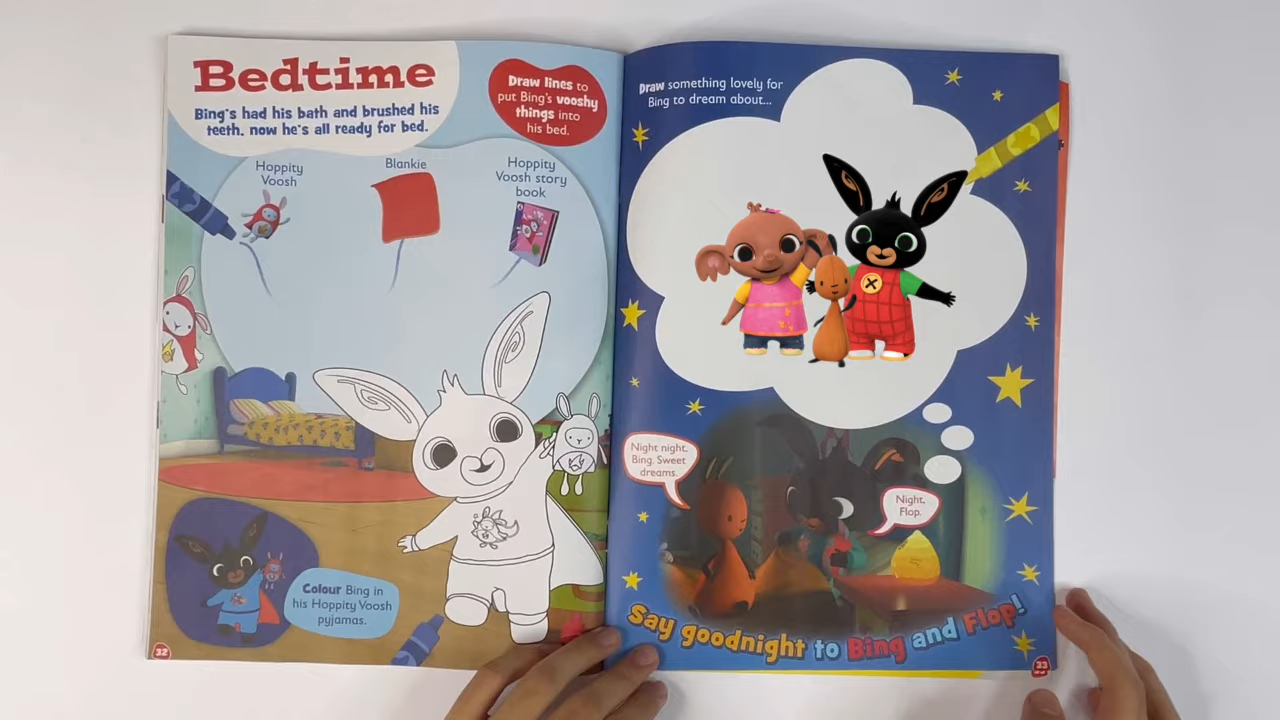 Bedtime
Bing's had his bath and brushed his
teeth, now he's all ready for bed.
Draw lines to
put Bing's vooshy
things into
his bed.
Hoppity
Voosh
Blankie
Hoppity
Voosh story
book
Colour Bing in
his Hoppity Voosh
pyjamas.
32
Draw something lovely for
Bing to dream about...
Night night,
Bing. Sweet
dreams.
Night,
Flop.
Say goodnight to Bing and Flop!
33